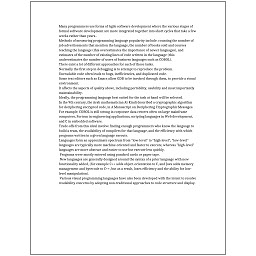 Many programmers use forms of Agile software development where the various stages of
formal software development are more integrated together into short cycles that take a few
weeks rather than years.
Methods of measuring programming language popularity include: counting the number of
job advertisements that mention the language, the number of books sold and courses
teaching the language (this overestimates the importance of newer languages), and
estimates of the number of existing lines of code written in the language (this
underestimates the number of users of business languages such as COBOL).
There exist a lot of different approaches for each of those tasks.
Normally the first step in debugging is to attempt to reproduce the problem.
Unreadable code often leads to bugs, inefficiencies, and duplicated code.
Some text editors such as Emacs allow GDB to be invoked through them, to provide a visual
environment.
It affects the aspects of quality above, including portability, usability and most importantly
maintainability.
Ideally, the programming language best suited for the task at hand will be selected.
In the 9th century, the Arab mathematician Al-Kindi described a cryptographic algorithm
for deciphering encrypted code, in A Manuscript on Deciphering Cryptographic Messages.
For example, COBOL is still strong in corporate data centers often on large mainframe
computers, Fortran in engineering applications, scripting languages in Web development,
and C in embedded software.
Trade-offs from this ideal involve finding enough programmers who know the language to
build a team, the availability of compilers for that language, and the efficiency with which
programs written in a given language execute.
Languages form an approximate spectrum from "low-level" to "high-level"; "low-level"
languages are typically more machine-oriented and faster to execute, whereas "high-level"
languages are more abstract and easier to use but execute less quickly.
Programs were mostly entered using punched cards or paper tape.
New languages are generally designed around the syntax of a prior language with new
functionality added, (for example C++ adds object-orientation to C, and Java adds memory
management and bytecode to C++, but as a result, loses efficiency and the ability for low-
level manipulation).
Various visual programming languages have also been developed with the intent to resolve
readability concerns by adopting non-traditional approaches to code structure and display.